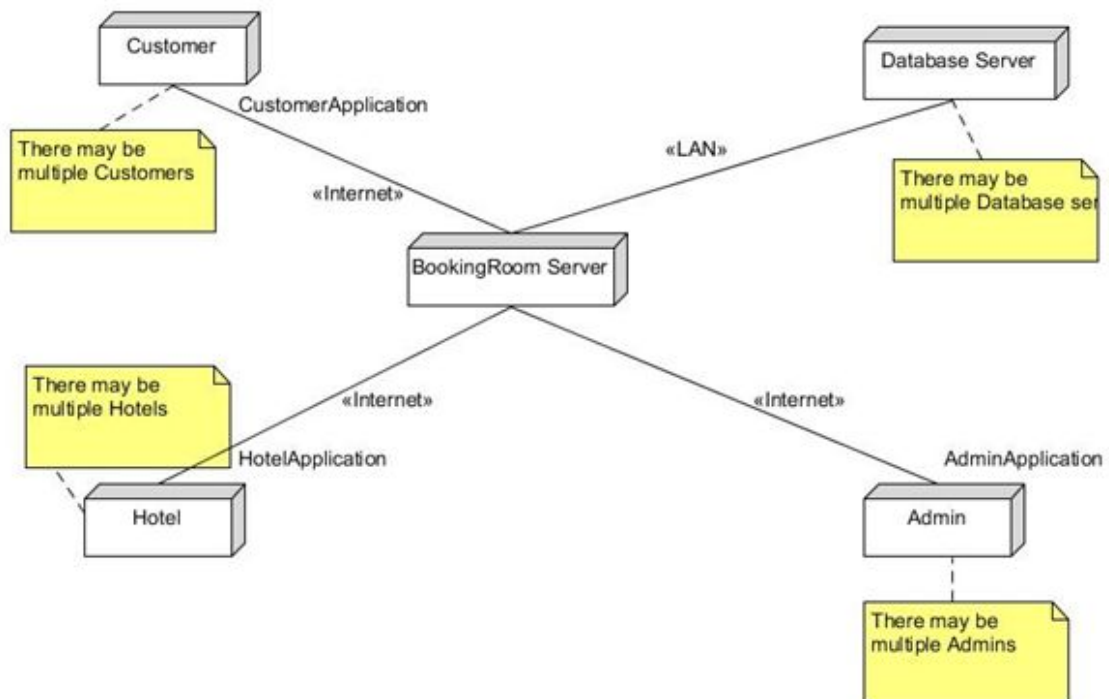 Customer
Database Server
CustomerApplication
There may be
multiple Customers
«LAN»
«Internet»
There may be
multiple Database ser
BookingRoom Server
There may be
multiple Hotels
«Internet»
«Internet»
HotelApplication
AdminApplication
Hotel
Admin
There may be
multiple Admins